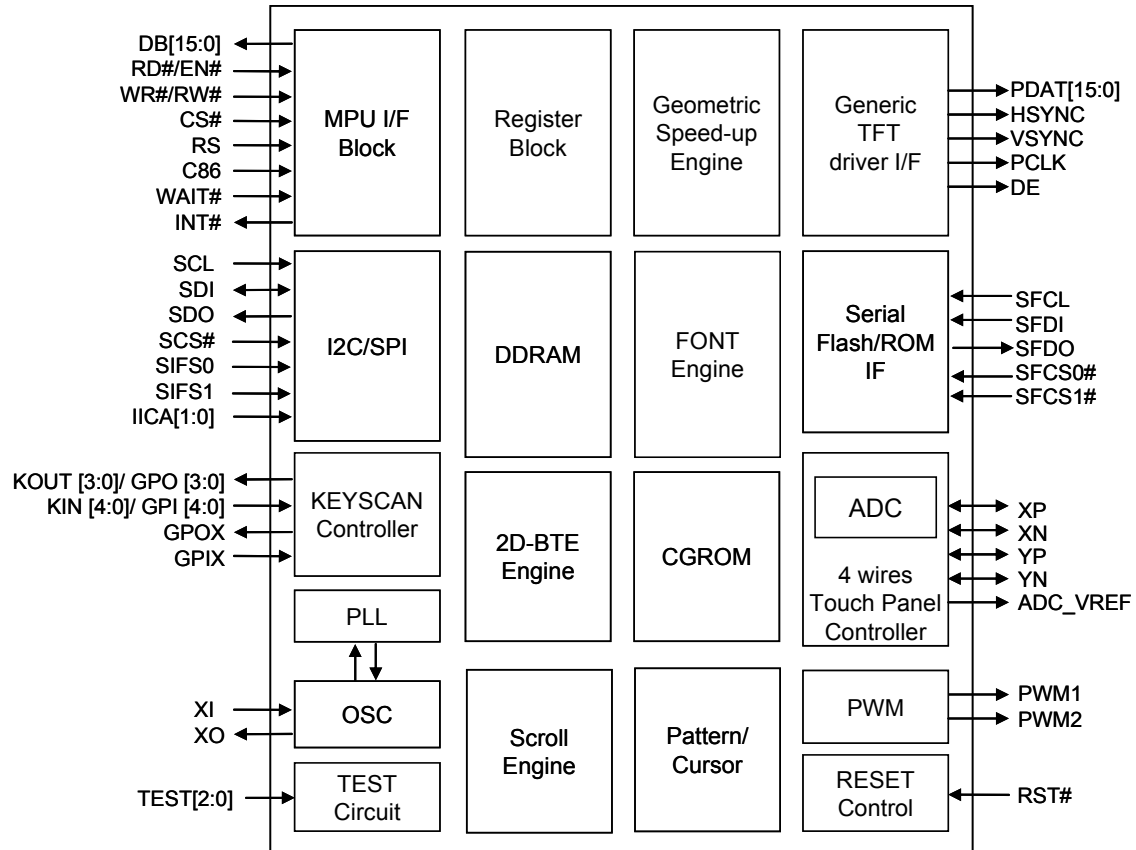 DB[15:0]
RD#/EN#
WR#/RW#
CS#
RS
C86
WAIT#
INT#
MPU I/F
Block
Register
Block
Geometric
Speed-up
Engine
Generic
TFT
driver I/F
PDAT[15:0]
HSYNC
VSYNC
PCLK
DE
SCL
SDI
SDO
SCS#
SIFS0
SIFS1
IICA[1:0]
I2C/SPI
DDRAM
FONT
Engine
Serial
Flash/ROM
IF
SFCL
SFDI
SFDO
SFCS0#
SFCS1#
KOUT [3:0]/ GPO [3:0]
KIN [4:0]/ GPI [4:0]
GPOX
GPIX
KEYSCAN
Controller
2D-BTE
Engine
CGROM
ADC
4 wires
Touch Panel
Controller
XP
XN
YP
YN
ADC_VREF
PLL
XI
XO
OSC
Scroll
Engine
Pattern/
Cursor
PWM
PWM1
PWM2
TEST[2:0]
TEST
Circuit
RESET
Control
RST#